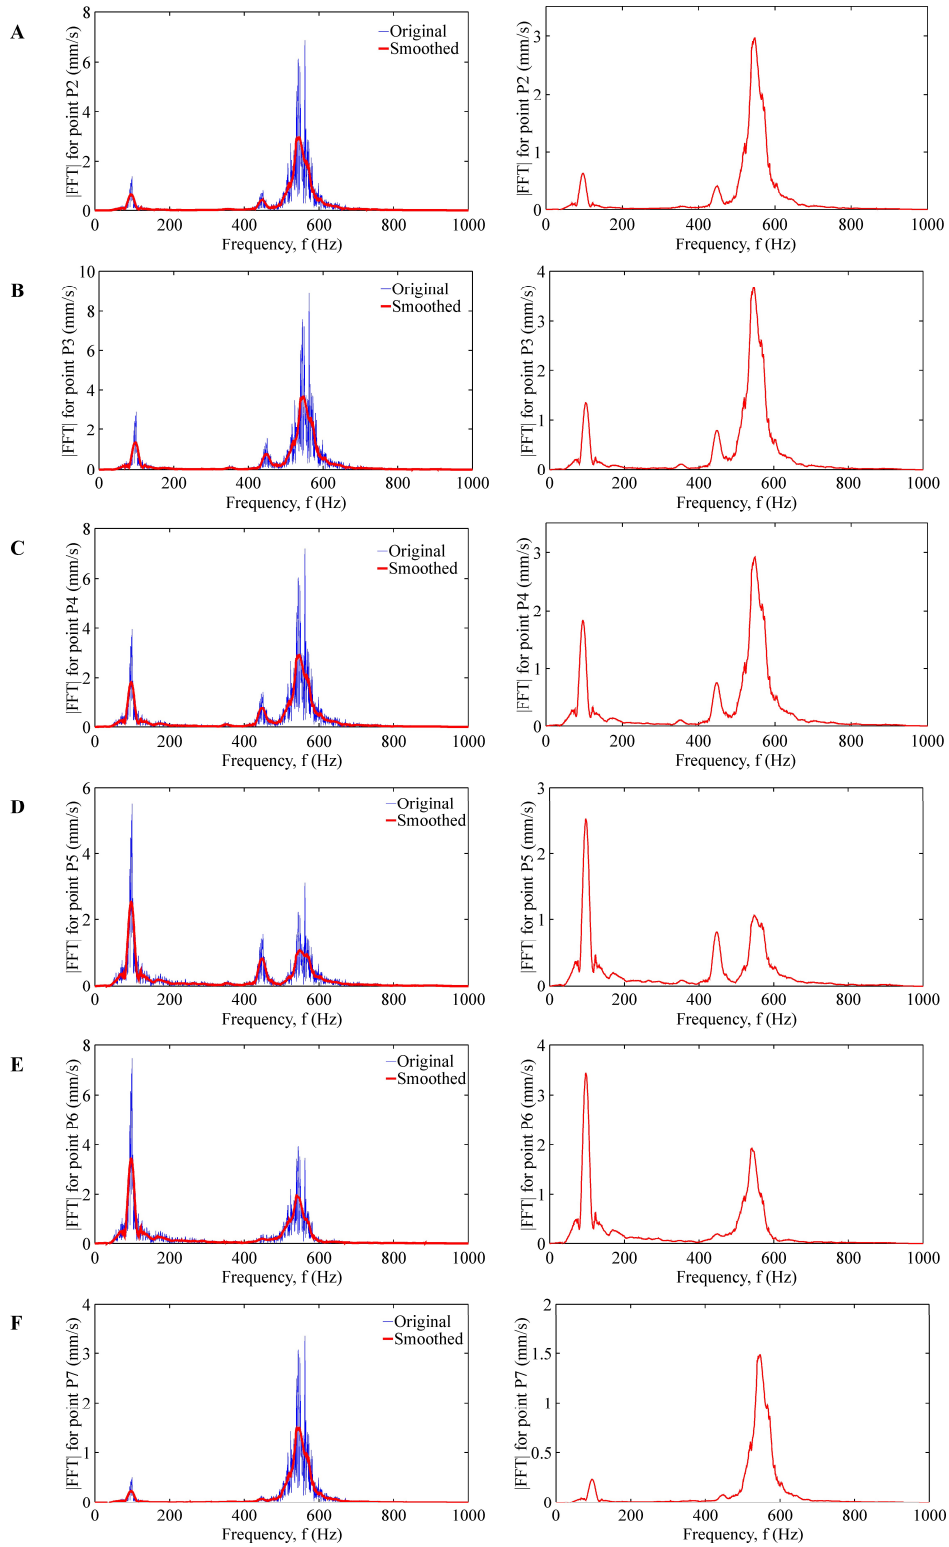 A
|FFT| for point P2 (mm/s)
8
6
4
2
0
Original
Smoothed
0 200 400 600 800 1000
Frequency, f (Hz)
|FFT| for point P2 (mm/s)
3
2
1
0
0 200 400 600 800 1000
Frequency, f (Hz)
B
|FFT| for point P3 (mm/s)
10
8
6
4
2
0
Original
Smoothed
0 200 400 600 800 1000
Frequency, f (Hz)
|FFT| for point P3 (mm/s)
4
3
2
1
0
0 200 400 600 800 1000
Frequency, f (Hz)
C
|FFT| for point P4 (mm/s)
8
6
4
2
0
Original
Smoothed
0 200 400 600 800 1000
Frequency, f (Hz)
|FFT| for point P4 (mm/s)
3
2
1
0
0 200 400 600 800 1000
Frequency, f (Hz)
D
|FFT| for point P5 (mm/s)
6
4
2
0
Original
Smoothed
0 200 400 600 800 1000
Frequency, f (Hz)
|FFT| for point P5 (mm/s)
3
2
1
0
0 200 400 600 800 1000
Frequency, f (Hz)
E
|FFT| for point P6 (mm/s)
8
6
4
2
0
Original
Smoothed
0 200 400 600 800 1000
Frequency, f (Hz)
|FFT| for point P6 (mm/s)
4
3
2
1
0
0 200 400 600 800 1000
Frequency, f (Hz)
F
|FFT| for point P7 (mm/s)
4
3
2
1
0
Original
Smoothed
0 200 400 600 800 1000
Frequency, f (Hz)
|FFT| for point P7 (mm/s)
2
1.5
1
0.5
0
0 200 400 600 800 1000
Frequency, f (Hz)